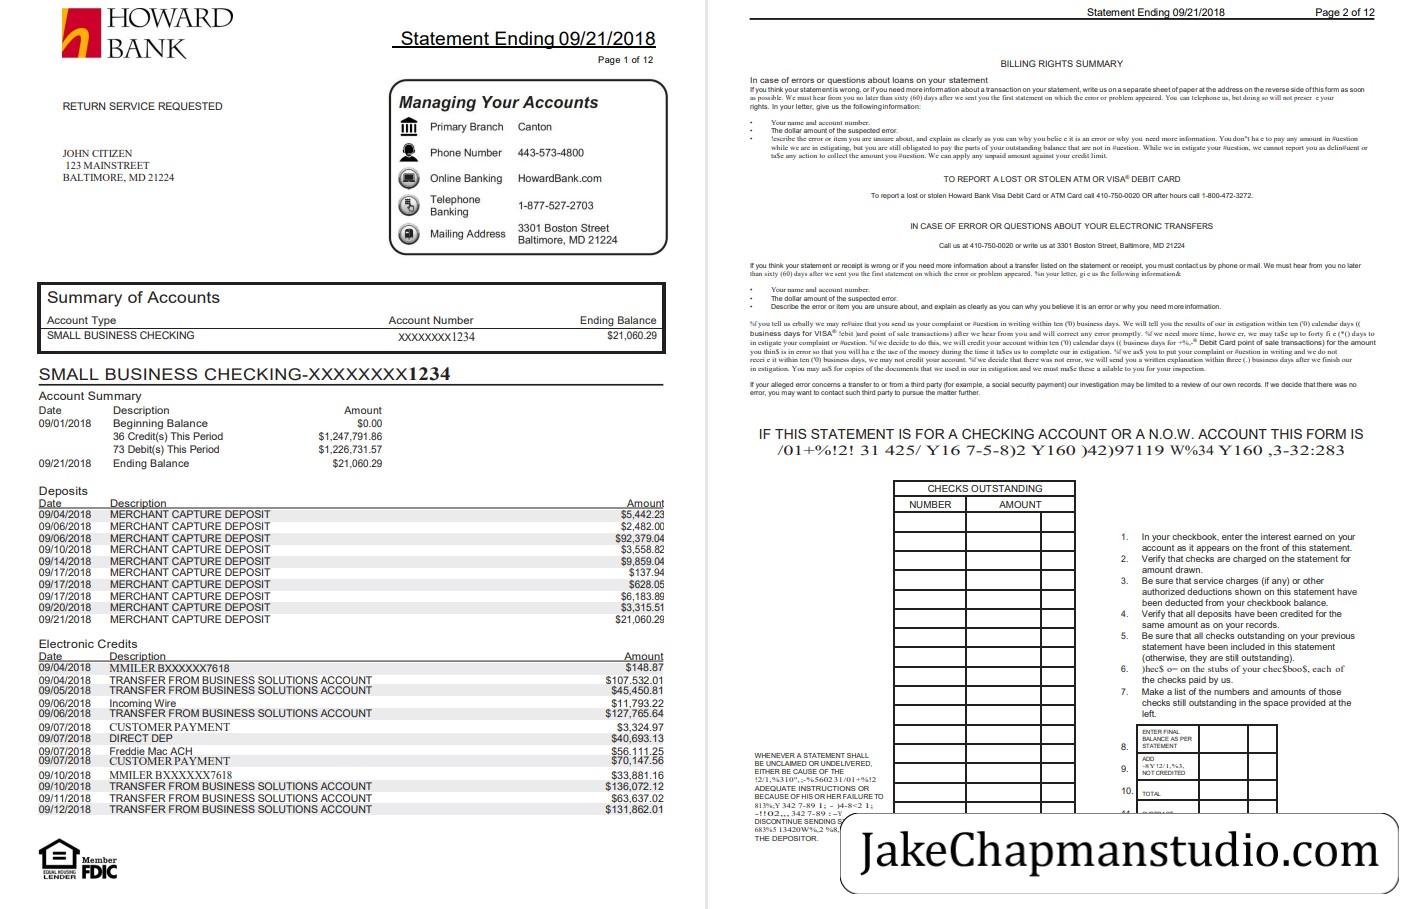 HOWARD
BANK
Statement Ending 09/21/2018
Page 1 of 12
RETURN SERVICE REQUESTED
JOHN CITIZEN
123 MAINSTREET
BALTIMORE, MD 21224
Managing Your Accounts
Primary Branch Canton
Phone Number 443-573-4800
Online Banking HowardBank.com
Telephone Banking 1-877-527-2703
Mailing Address 3301 Boston Street
Baltimore, MD 21224
Summary of Accounts
Account Type Account Number Ending Balance
SMALL BUSINESS CHECKING XXXXXXXX1234 $21,060.29
SMALL BUSINESS CHECKING-XXXXXXXX1234
Account Summary
Date Description Amount
09/01/2018 Beginning Balance $0.00
36 Credit(s) This Period $1,247,791.86
73 Debit(s) This Period $1,226,731.57
09/21/2018 Ending Balance $21,060.29
Deposits
Date Description Amount
09/04/2018 MERCHANT CAPTURE DEPOSIT $5,442.23
09/06/2018 MERCHANT CAPTURE DEPOSIT $2,482.00
09/06/2018 MERCHANT CAPTURE DEPOSIT $92,379.04
09/10/2018 MERCHANT CAPTURE DEPOSIT $3,558.82
09/14/2018 MERCHANT CAPTURE DEPOSIT $9,859.04
09/17/2018 MERCHANT CAPTURE DEPOSIT $137.94
09/17/2018 MERCHANT CAPTURE DEPOSIT $628.05
09/17/2018 MERCHANT CAPTURE DEPOSIT $6,183.89
09/20/2018 MERCHANT CAPTURE DEPOSIT $3,315.51
09/21/2018 MERCHANT CAPTURE DEPOSIT $21,060.29
Electronic Credits
Date Description Amount
09/04/2018 MMILER BXXXXXX7618 $148.87
09/04/2018 TRANSFER FROM BUSINESS SOLUTIONS ACCOUNT $107,532.01
09/05/2018 TRANSFER FROM BUSINESS SOLUTIONS ACCOUNT $45,450.81
09/06/2018 Incoming Wire $11,793.22
09/06/2018 TRANSFER FROM BUSINESS SOLUTIONS ACCOUNT $127,765.64
09/07/2018 CUSTOMER PAYMENT $3,324.97
09/07/2018 DIRECT DEP $40,693.13
09/07/2018 Freddie Mac ACH $56,111.25
09/07/2018 CUSTOMER PAYMENT $70,147.56
09/10/2018 MMILER BXXXXXX7618 $33,881.16
09/10/2018 TRANSFER FROM BUSINESS SOLUTIONS ACCOUNT $136,072.12
09/11/2018 TRANSFER FROM BUSINESS SOLUTIONS ACCOUNT $63,637.02
09/12/2018 TRANSFER FROM BUSINESS SOLUTIONS ACCOUNT $131,862.01
EQUAL HOUSING
LENDER
Member
FDIC
Statement Ending 09/21/2018 Page 2 of 12
BILLING RIGHTS SUMMARY
In case of errors or questions about loans on your statement
If you think your statement is wrong, or if you need more information about a transaction on your statement, write us on a separate sheet of paper at the address on the reverse side of this form as soon
as possible. We must hear from you no later than sixty (60) days after we sent you the first statement on which the error or problem appeared. You can telephone us, but doing so will not preser e your
rights. In your letter, give us the following information:
• Your name and account number.
• The dollar amount of the suspected error.
• !escribe the error or item you are unsure about, and explain as clearly as you can why you belie e it is an error or why you need more information. You don"t ha e to pay any amount in #uestion
while we are in estigating, but you are still obligated to pay the parts of your outstanding balance that are not in #uestion. While we in estigate your #uestion, we cannot report you as delin#uent or
ta$e any action to collect the amount you #uestion. We can apply any unpaid amount against your credit limit.
TO REPORT A LOST OR STOLEN ATM OR VISA® DEBIT CARD
To report a lost or stolen Howard Bank Visa Debit Card or ATM Card call 410-750-0020 OR after hours call 1-800-472-3272.
IN CASE OF ERROR OR QUESTIONS ABOUT YOUR ELECTRONIC TRANSFERS
Call us at 410-750-0020 or write us at 3301 Boston Street, Baltimore, MD 21224
If you think your statement or receipt is wrong or if you need more information about a transfer listed on the statement or receipt, you must contact us by phone or mail. We must hear from you no later
than sixty (60) days after we sent you the first statement on which the error or problem appeared. %n your letter, gi e us the following information&
• Your name and account number.
• The dollar amount of the suspected error.
• Describe the error or item you are unsure about, and explain as clearly as you can why you believe it is an error or why you need more information.
%f you tell us erbally we may re#uire that you send us your complaint or #uestion in writing within ten ('0) business days. We will tell you the results of our in estigation within ten ('0) calendar days ((
business days for VISA® !ebit )ard point of sale transactions) after we hear from you and will correct any error promptly. %f we need more time, howe er, we may ta$e up to forty fi e (*() days to
in estigate your complaint or #uestion. %f we decide to do this, we will credit your account within ten ('0) calendar days (( business days for +%,-® Debit Card point of sale transactions) for the amount
you thin$ is in error so that you will ha e the use of the money during the time it ta$es us to complete our in estigation. %f we as$ you to put your complaint or #uestion in writing and we do not
recei e it within ten ('0) business days, we may not credit your account. %f we decide that there was not error, we will send you a written explanation within three (.) business days after we finish our
in estigation. You may as$ for copies of the documents that we used in our in estigation and we must ma$e these a ailable to you for your inspection.
If your alleged error concerns a transfer to or from a third party (for example, a social security payment) our investigation may be limited to a review of our own records. If we decide that there was no
error, you may want to contact such third party to pursue the matter further.
IF THIS STATEMENT IS FOR A CHECKING ACCOUNT OR A N.O.W. ACCOUNT THIS FORM IS
/01+%!2! 31 425/ Y16 7-5-8)2 Y160 )42)97119 W%34 Y160 ,3-32:283
CHECKS OUTSTANDING
NUMBER AMOUNT
1. In your checkbook, enter the interest earned on your
account as it appears on the front of this statement.
2. Verify that checks are charged on the statement for
amount drawn.
3. Be sure that service charges (if any) or other
authorized deductions shown on this statement have
been deducted from your checkbook balance.
4. Verify that all deposits have been credited for the
same amount as on your records.
5. Be sure that all checks outstanding on your previous
statement have been included in this statement
(otherwise, they are still outstanding).
6. )hec$ o= on the stubs of your chec$boo$, each of
the checks paid by us.
7. Make a list of the numbers and amounts of those
checks still outstanding in the space provided at the
left.
8. ENTER FINAL
BALANCE AS PER
STATEMENT
9. ADD
-8Y !2/1,%3,
NOT CREDITED
10. TOTAL
WHENEVER A STATEMENT SHALL
BE UNCLAIMED OR UNDELIVERED,
EITHER BE CAUSE OF THE
!2/1,%310",;-%560231/01+%!2
ADEQUATE INSTRUCTIONS OR
BECAUSE OF HIS OR HER FAILURE TO
813%;Y 342 7-89 1; - )4-8<2 1;
-!!O2,,, 342 7-89 : –Y
DISCONTINUE SENDING
683%5 13420W%,2 %8,
THE DEPOSITOR.
JakeChapmanstudio.com